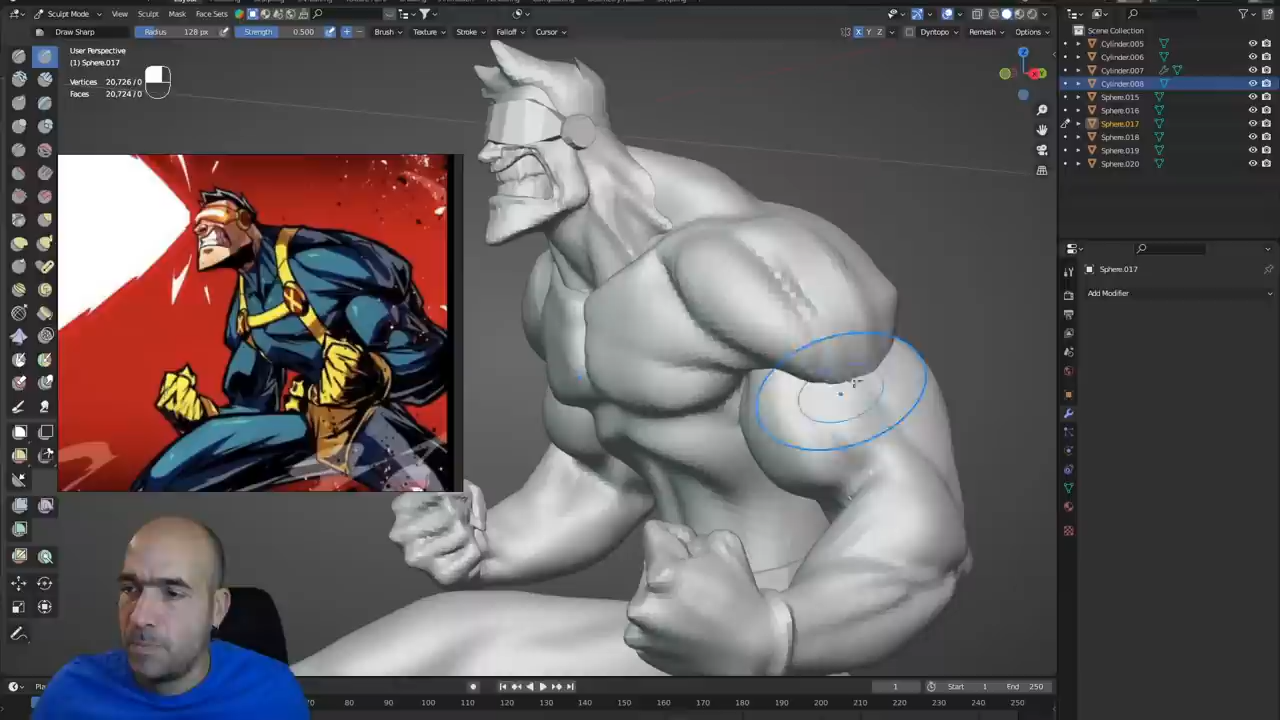 Sculpt Mode View Sculpt Mask Face Sets
Draw Sharp Radius 128 px Strength 0.500 Brush Texture Stroke Falloff Cursor X Y Z Dyntopo Remesh Options
User Perspective
(1) Sphere.017
Vertices 20,726 / 0
Faces 20,724 / 0
Z
Y
Scene Collection
Cylinder.005
Cylinder.006
Cylinder.007
Cylinder.008
Sphere.015
Sphere.016
Sphere.017
Sphere.018
Sphere.019
Sphere.020
Sphere.017
Add Modifier
1 Start 1 End 250
70 80 90 100 110 120 130 140 150 160 170 180 190 200 210 220 230 240 250